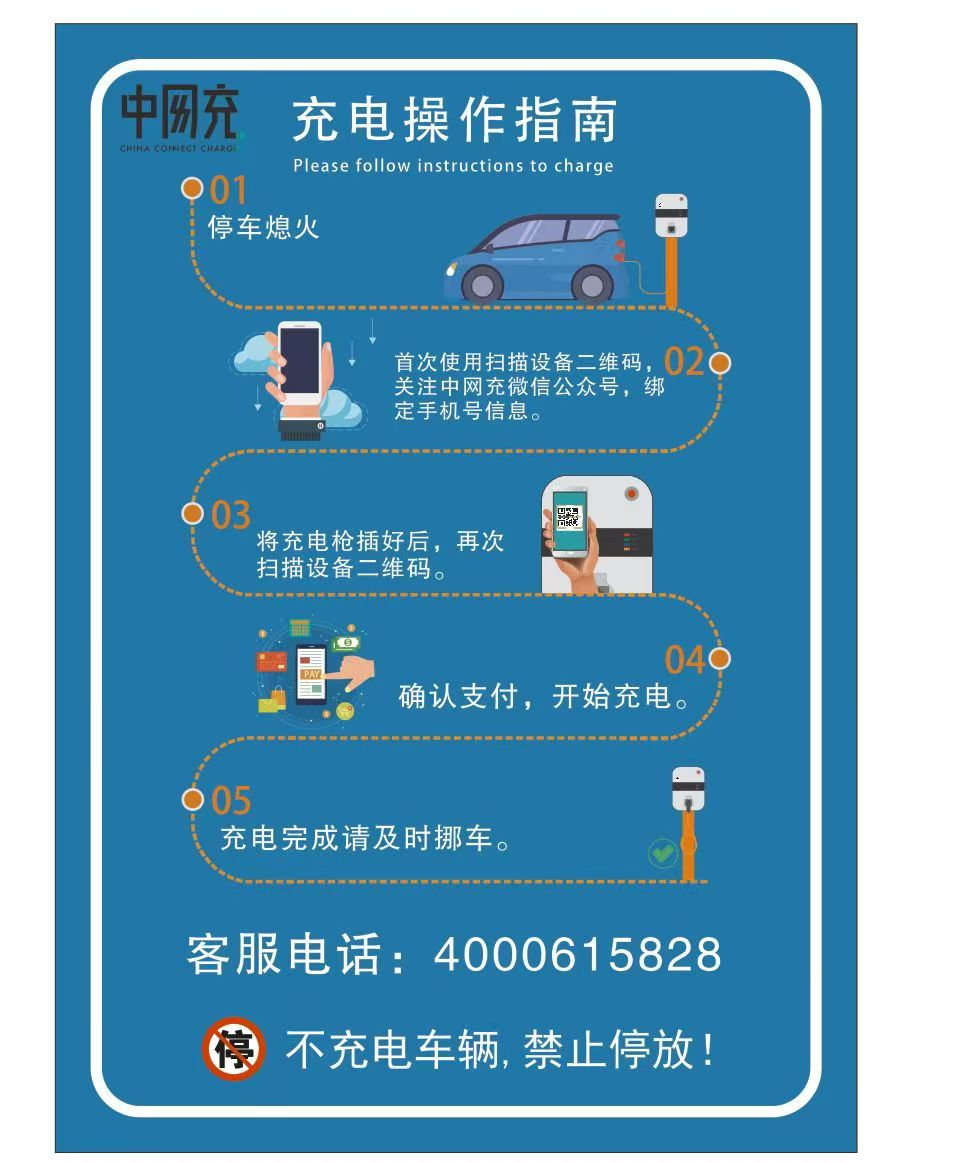 中网充
CHINA CONNECT CHARGI
充电操作指南
Please follow instructions to charge
01
停车熄火
02
首次使用扫描设备二维码，
关注中网充微信公众号，绑
定手机号信息。
03
将充电枪插好后，再次
扫描设备二维码。
PAY
04
确认支付，开始充电。
05
充电完成请及时挪车。
客服电话：4000615828
停
不充电车辆,禁止停放！